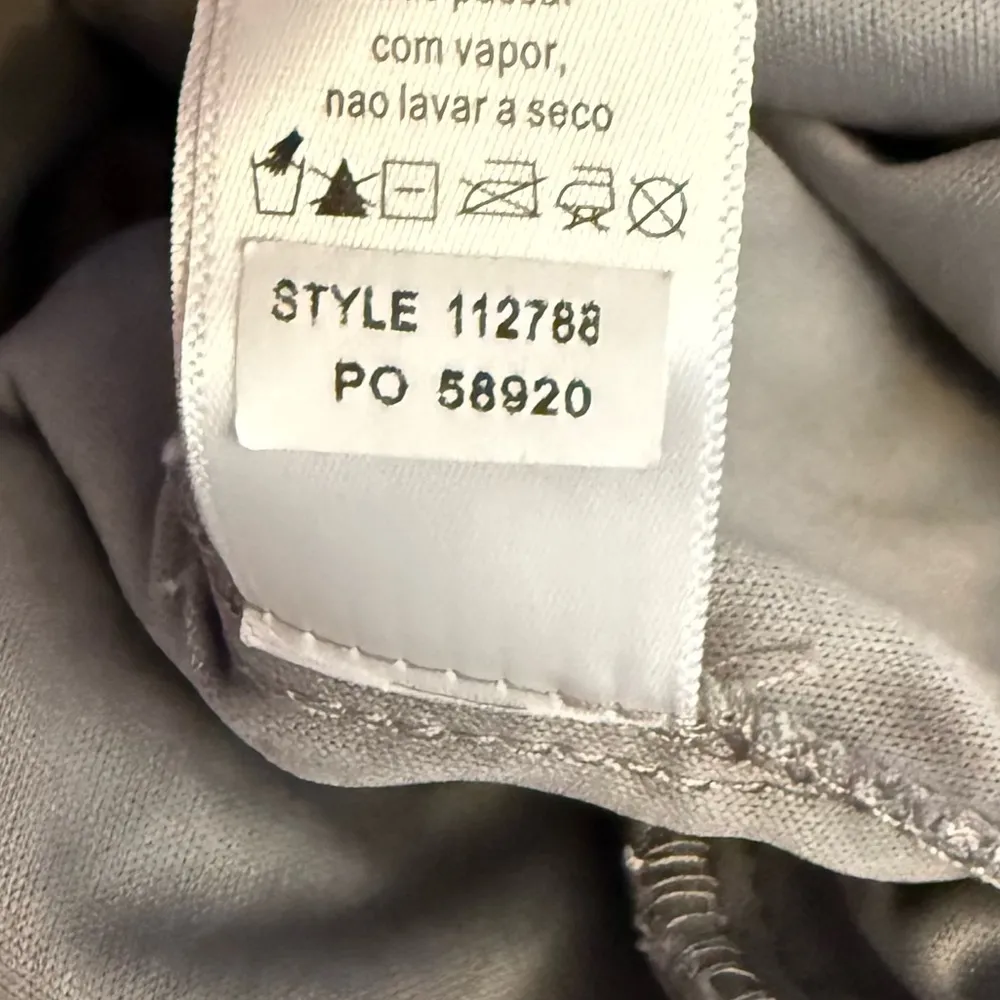 com vapor,
nao lavar a seco
STYLE 112788
PO 58920